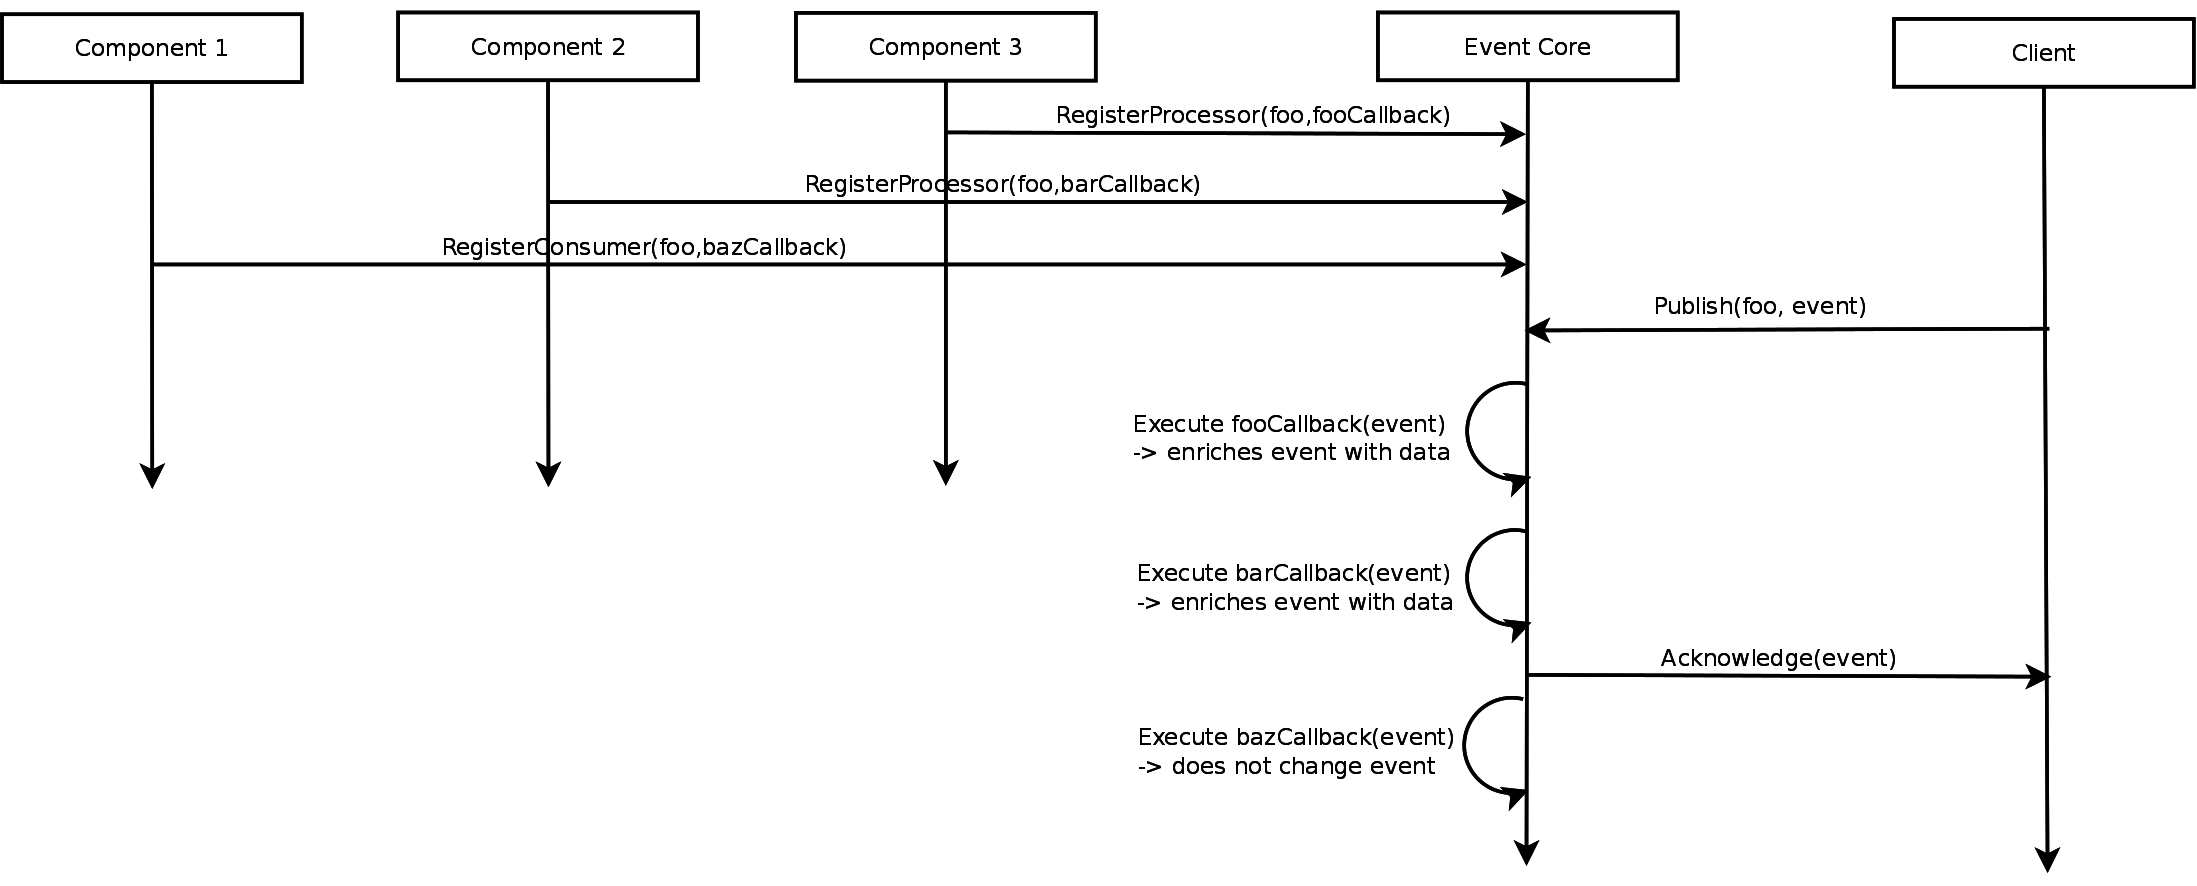 Component 1
Component 2
Component 3
Event Core
Client
RegisterProcessor(foo,fooCallback)
RegisterProcessor(foo,barCallback)
RegisterConsumer(foo,bazCallback)
Publish(foo, event)
Execute fooCallback(event)
-> enriches event with data
Execute barCallback(event)
-> enriches event with data
Acknowledge(event)
Execute bazCallback(event)
-> does not change event